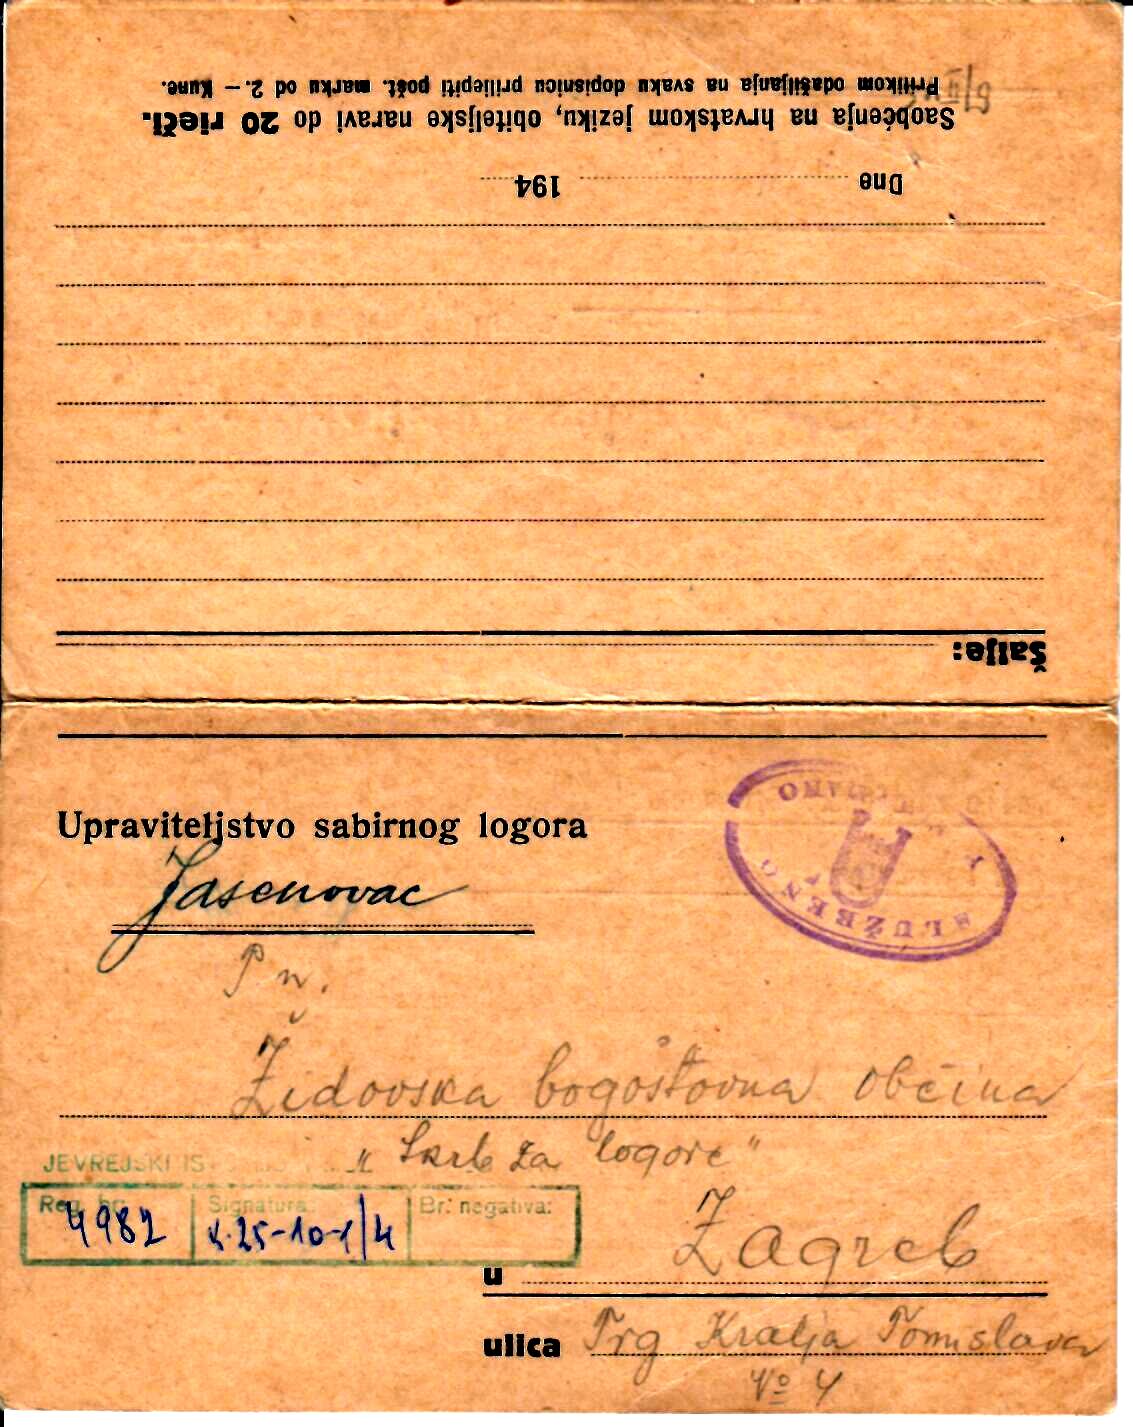 Prilikom odašiljanja na svaku dopisnicu priliepiti pošt. marku od 2.– Kune.
Saobćenja na hrvatskom jeziku, obiteljske naravi do 20 rieči.
Dne 194
Šalje:
Upraviteljstvo sabirnog logora
Jasenovac
SLUŽBENO
P n.
Židovska bogoštovna občina
„Skrb za logore"
JEVREJSKI
Reg. br. Signatura: Br. negativa:
4982 K.25-10-1/4
u Zagreb
ulica Trg Kralja Tomislava
No 4